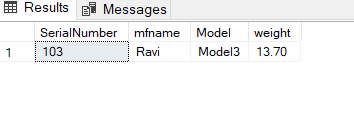 Results Messages
SerialNumber mfname Model weight
1 103 Ravi Model3 13.70